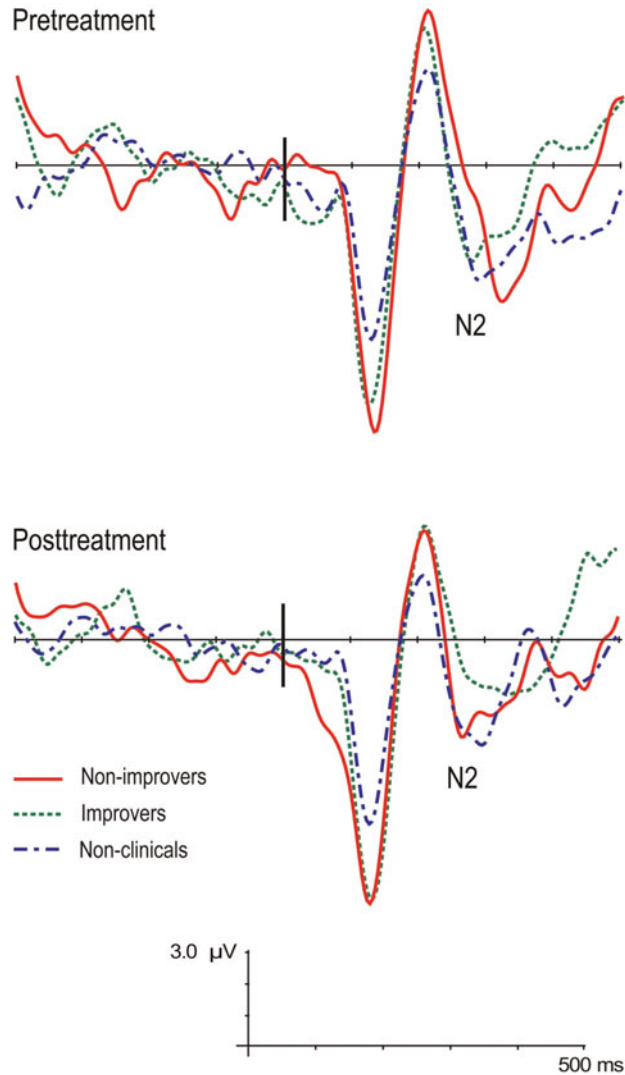 Pretreatment
N2
Posttreatment
N2
Non-improvers
Improvers
Non-clinicals
3.0 µV
500 ms